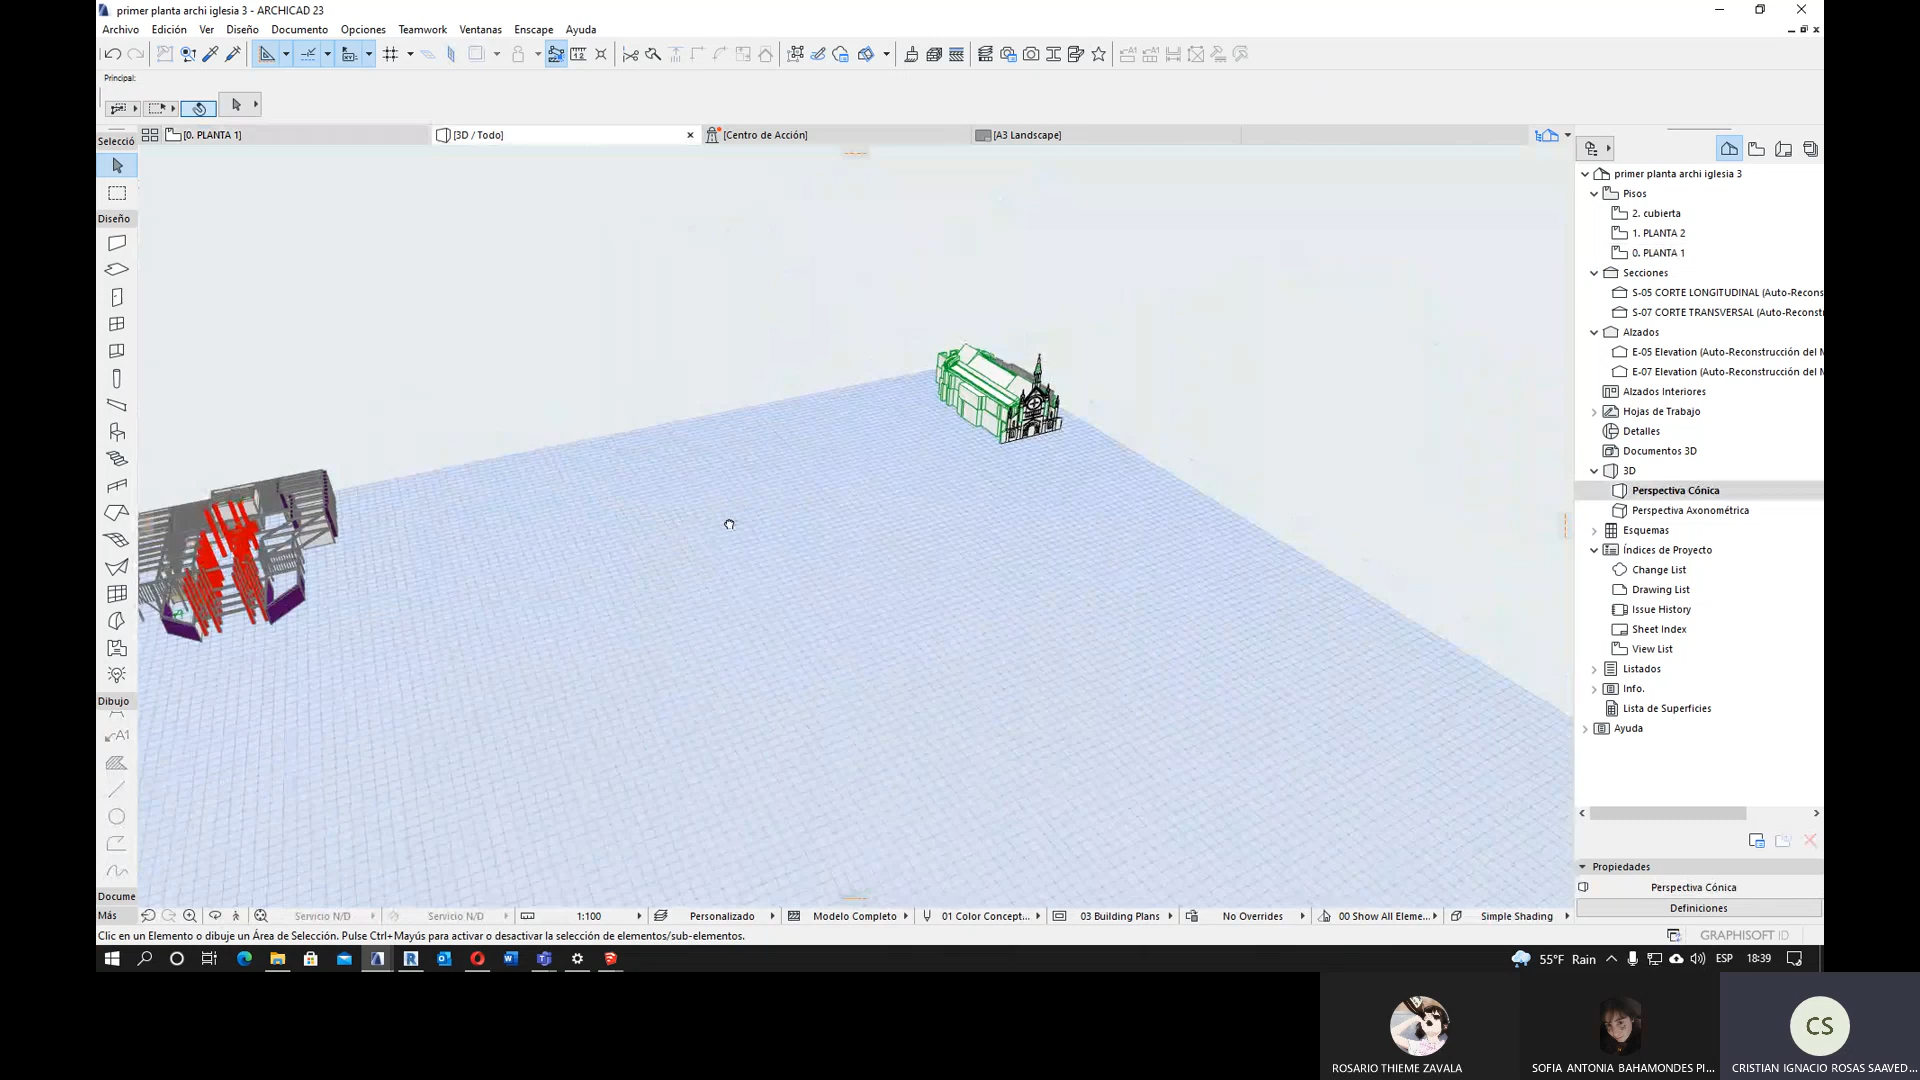 primer planta archi iglesia 3 - ARCHICAD 23
Archivo Edición Ver Diseño Documento Opciones Teamwork Ventanas Enscape Ayuda
Principal:
[0. PLANTA 1] [3D / Todo] [Centro de Acción] [A3 Landscape]
Selecció
Diseño
Dibujo
A1
Docume
Más
primer planta archi iglesia 3
Pisos
2. cubierta
1. PLANTA 2
0. PLANTA 1
Secciones
S-05 CORTE LONGITUDINAL (Auto-Recons
S-07 CORTE TRANSVERSAL (Auto-Reconst
Alzados
E-05 Elevation (Auto-Reconstrucción del M
E-07 Elevation (Auto-Reconstrucción del M
Alzados Interiores
Hojas de Trabajo
Detalles
Documentos 3D
3D
Perspectiva Cónica
Perspectiva Axonométrica
Esquemas
Índices de Proyecto
Change List
Drawing List
Issue History
Sheet Index
View List
Listados
Info.
Lista de Superficies
Ayuda
Propiedades
Perspectiva Cónica
Definiciones
Servicio N/D Servicio N/D 1:100 Personalizado Modelo Completo 01 Color Concept... 03 Building Plans No Overrides 00 Show All Eleme... Simple Shading
Clic en un Elemento o dibuje un Área de Selección. Pulse Ctrl+Mayús para activar o desactivar la selección de elementos/sub-elementos.
GRAPHISOFT ID
55°F Rain ESP 18:39
CS
ROSARIO THIEME ZAVALA
SOFIA ANTONIA BAHAMONDES PI...
CRISTIAN IGNACIO ROSAS SAAVED...